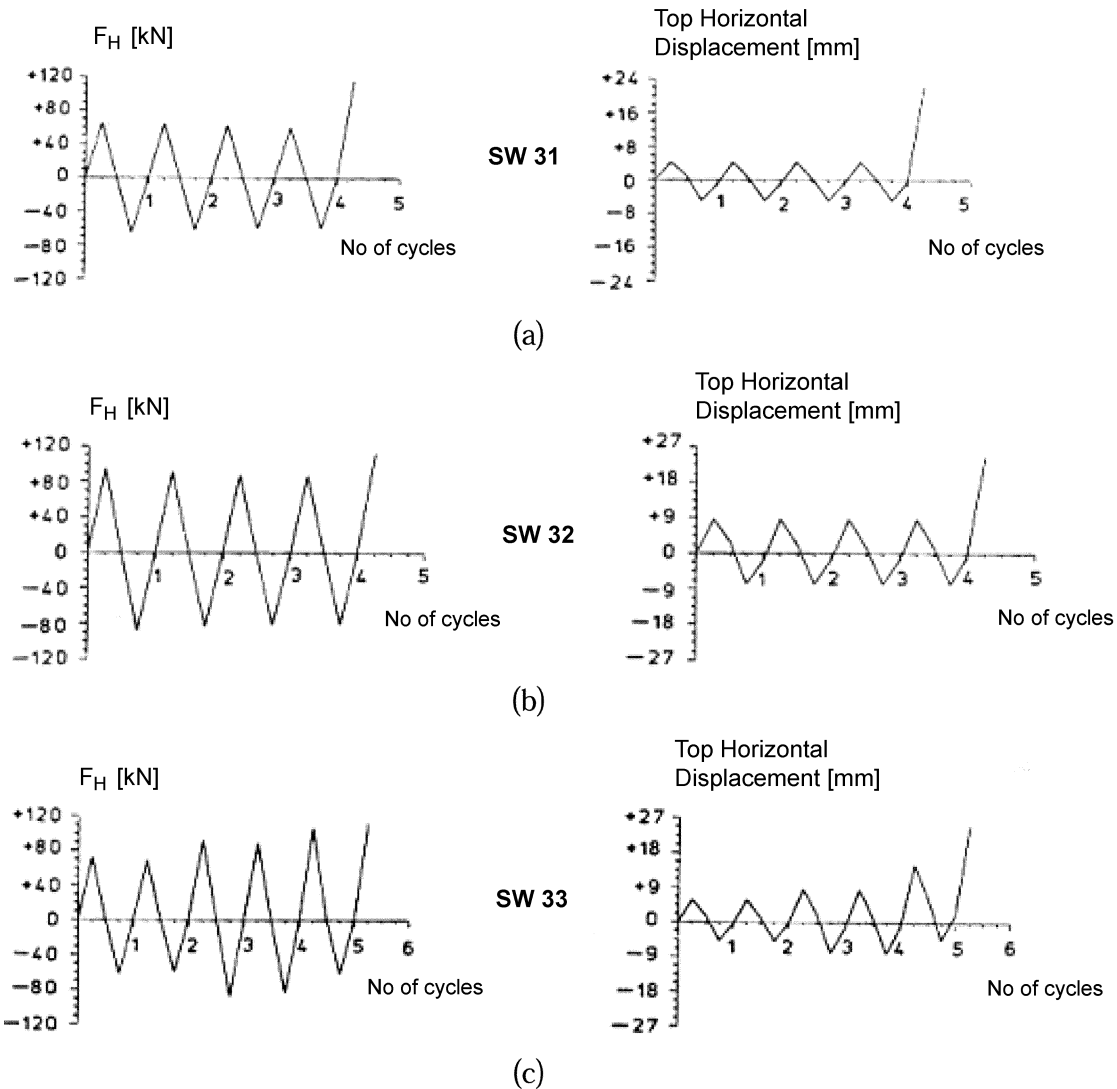 F_H [kN]
+120
+80
+40
0
−40
−80
−120
1 2 3 4 5
No of cycles
SW 31
Top Horizontal
Displacement [mm]
+24
+16
+8
0
−8
−16
−24
1 2 3 4 5
No of cycles
(a)
F_H [kN]
+120
+80
+40
0
−40
−80
−120
1 2 3 4 5
No of cycles
SW 32
Top Horizontal
Displacement [mm]
+27
+18
+9
0
−9
−18
−27
1 2 3 4 5
No of cycles
(b)
F_H [kN]
+120
+80
+40
0
−40
−80
−120
1 2 3 4 5 6
No of cycles
SW 33
Top Horizontal
Displacement [mm]
+27
+18
+9
0
−9
−18
−27
1 2 3 4 5 6
No of cycles
(c)